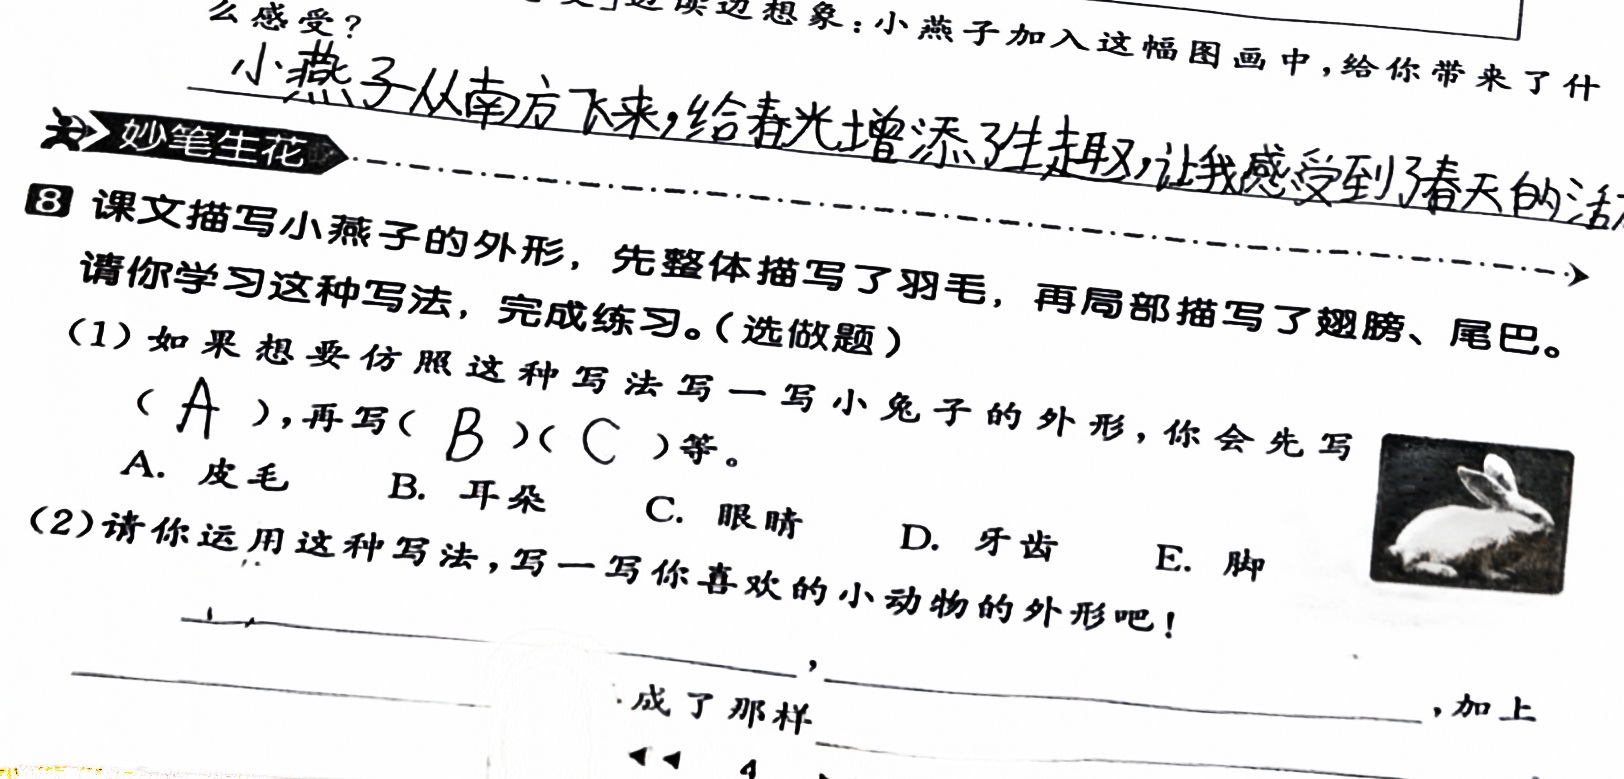 边读边想象：小燕子加入这幅图画中，给你带来了什
么感受？
小燕子从南方飞来，给春光增添了生趣，让我感受到了春天的活
妙笔生花
8 课文描写小燕子的外形，先整体描写了羽毛，再局部描写了翅膀、尾巴。
请你学习这种写法，完成练习。（选做题）
（1）如果想要仿照这种写法写一写小兔子的外形，你会先写
（ A ），再写（ B ）（ C ）等。
A. 皮毛 B. 耳朵 C. 眼睛 D. 牙齿 E. 脚
（2）请你运用这种写法，写一写你喜欢的小动物的外形吧！
，，加上
成了那样
4